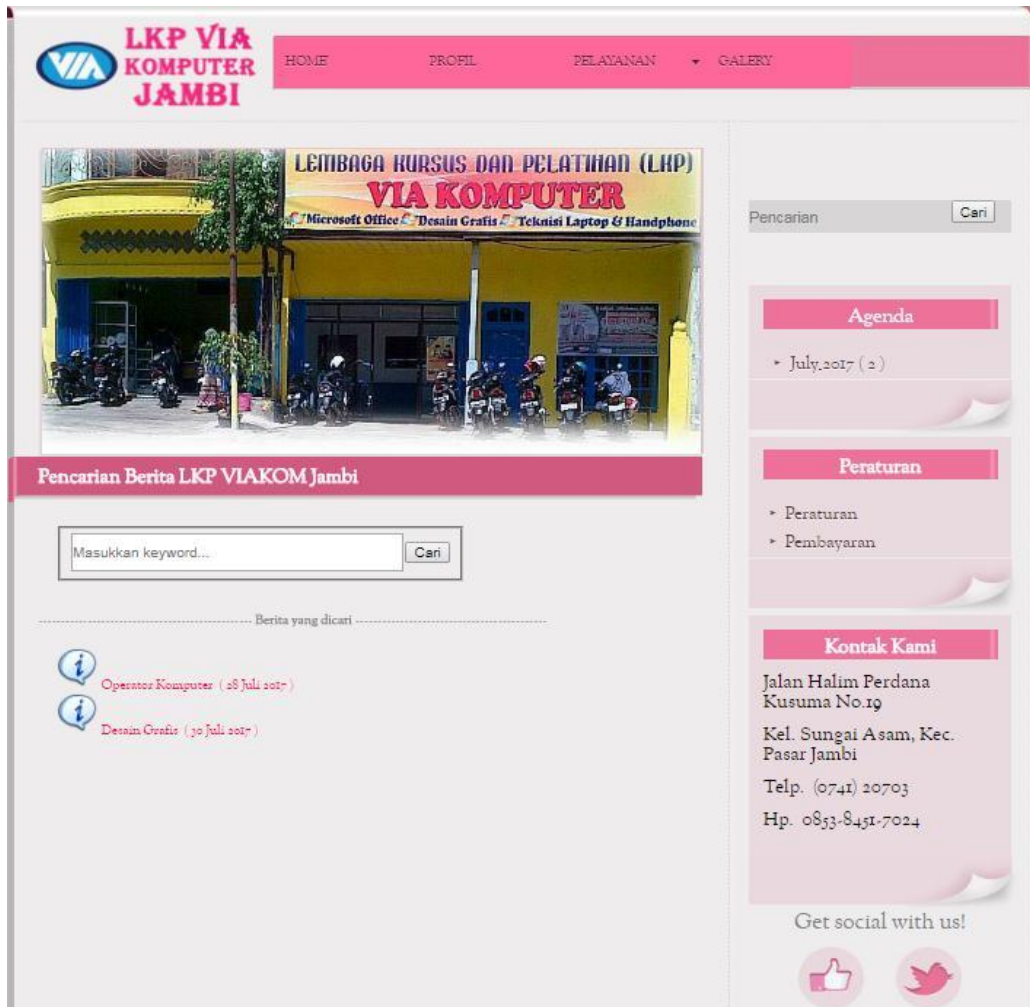 LKP VIA
KOMPUTER
JAMBI
VIA
HOME PROFIL PELAYANAN GALERY
LEMBAGA KURSUS DAN PELATIHAN (LKP)
VIA KOMPUTER
Microsoft Office Desain Grafis Teknisi Laptop & Handphone
Pencarian Cari
Agenda
July,2017 ( 2 )
Peraturan
Peraturan
Pembayaran
Pencarian Berita LKP VIAKOM Jambi
Masukkan keyword... Cari
Berita yang dicari
Operator Komputer ( 28 Juli 2017 )
Desain Grafis ( 30 Juli 2017 )
Kontak Kami
Jalan Halim Perdana
Kusuma No.19
Kel. Sungai Asam, Kec.
Pasar Jambi
Telp. (0741) 20703
Hp. 0853-8451-7024
Get social with us!